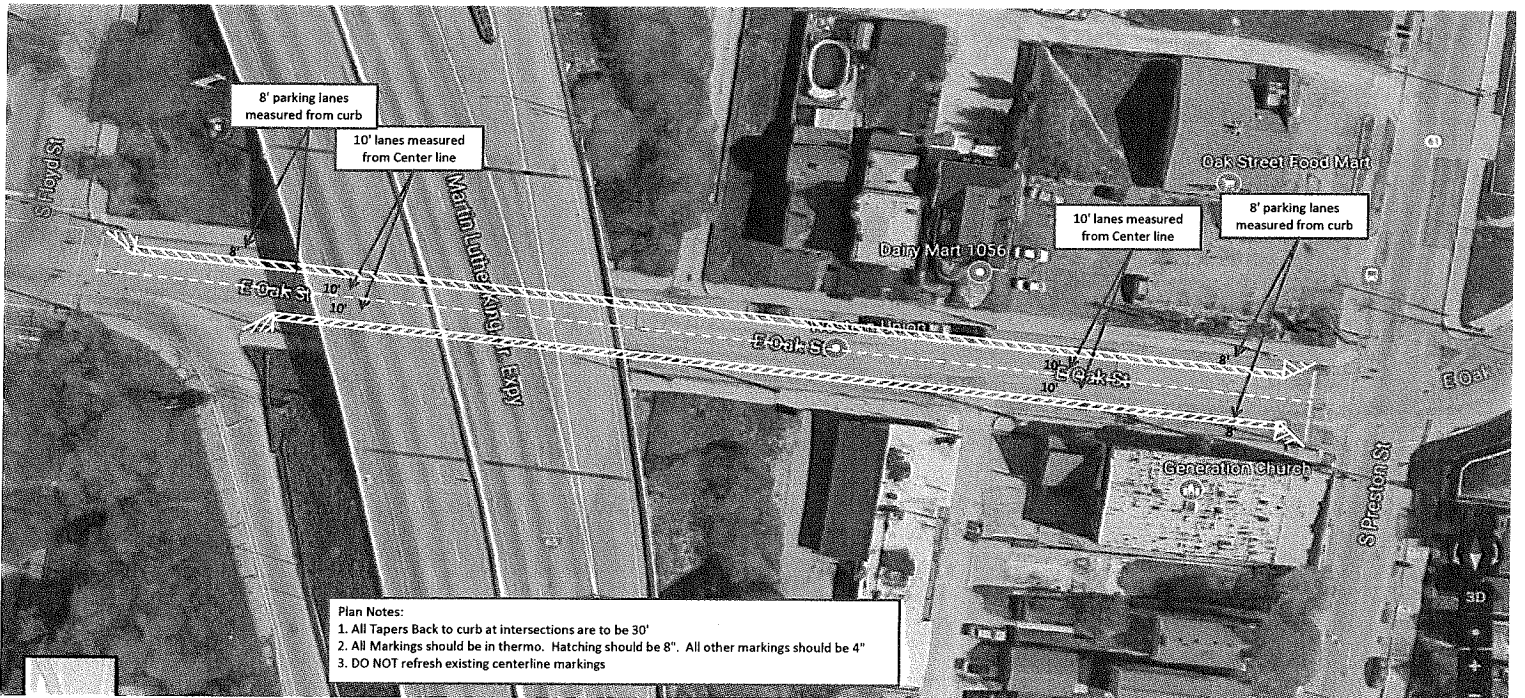 8' parking lanes
measured from curb
10' lanes measured
from Center line
S Floyd St
Martin Luther King Jr. Expy
Oak Street Food Mart
8' parking lanes
measured from curb
10' lanes measured
from Center line
Dairy Mart 1056
8'
10'
10'
E Oak St
E Oak St
8'
10'
10'
E Oak St
E Oak
8'
Generation Church
S Preston St
3D
Plan Notes:
1. All Tapers Back to curb at intersections are to be 30'
2. All Markings should be in thermo. Hatching should be 8". All other markings should be 4"
3. DO NOT refresh existing centerline markings